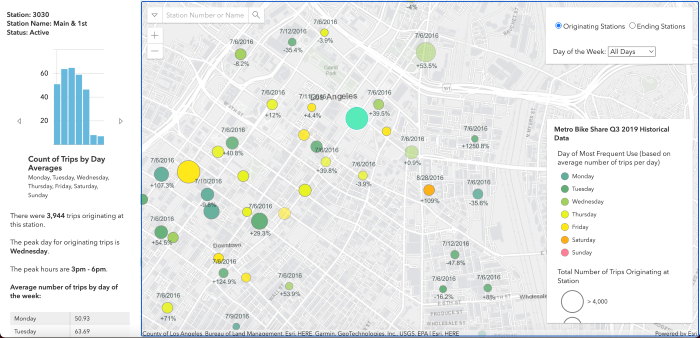 Station: 3030
Station Name: Main & 1st
Status: Active
60
40
20
Count of Trips by Day
Averages
Monday, Tuesday, Wednesday,
Thursday, Friday, Saturday,
Sunday
There were 3,944 trips originating at
this station.
The peak day for originating trips is
Wednesday.
The peak hours are 3pm - 6pm.
Average number of trips by day of
the week:
Monday 50.93
Tuesday 63.69
Station Number or Name
-4%
7/6/2016
-3.9%
7/12/2016
-35.4%
7/6/2016
-8.2%
7/6/2016
+53.5%
Los Angeles
7/6/2016
+12%
+4.4%
7/6/2016
+39.5%
7/6/2016
+40.8%
7/6/2016
+39.8%
7/6/2016
-3.9%
7/6/2016
+0.9%
7/6/2016
+1250.8%
7/6/2016
+107.3%
7/10/2016
8/28/2016
+109%
7/6/2016
-35.6%
7/6/2016
+54.5%
7/6/2016
+29.3%
Downtown
7/6/2016
+124.9%
7/6/2016
+53.9%
7/12/2016
-47.8%
7/6/2016
-16.2%
7/6/2016
Wholesale
7/6/2016
+71%
7/9/2016
PRODUCE ST
Originating Stations
Ending Stations
Day of the Week: All Days
Metro Bike Share Q3 2019 Historical
Data
Day of Most Frequent Use (based on
average number of trips per day)
Monday
Tuesday
Wednesday
Thursday
Friday
Saturday
Sunday
Total Number of Trips Originating at
Station
> 4,000
County of Los Angeles, Bureau of Land Management, Esri, HERE, Garmin, GeoTechnologies, Inc., USGS, EPA | Esri, HERE
Powered by Esri